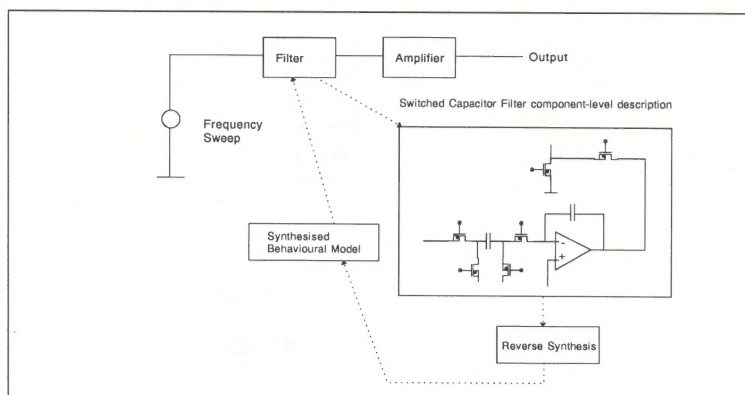 Filter
Amplifier
Output
Switched Capacitor Filter component-level description
Frequency
Sweep
Synthesised
Behavioural Model
-
+
Reverse Synthesis